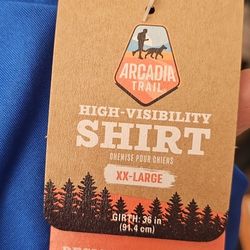 ARCADIA
TRAIL
HIGH-VISIBILITY
SHIRT
CHEMISE POUR CHIENS
XX-LARGE
GIRTH: 36 in
(91.4 cm)